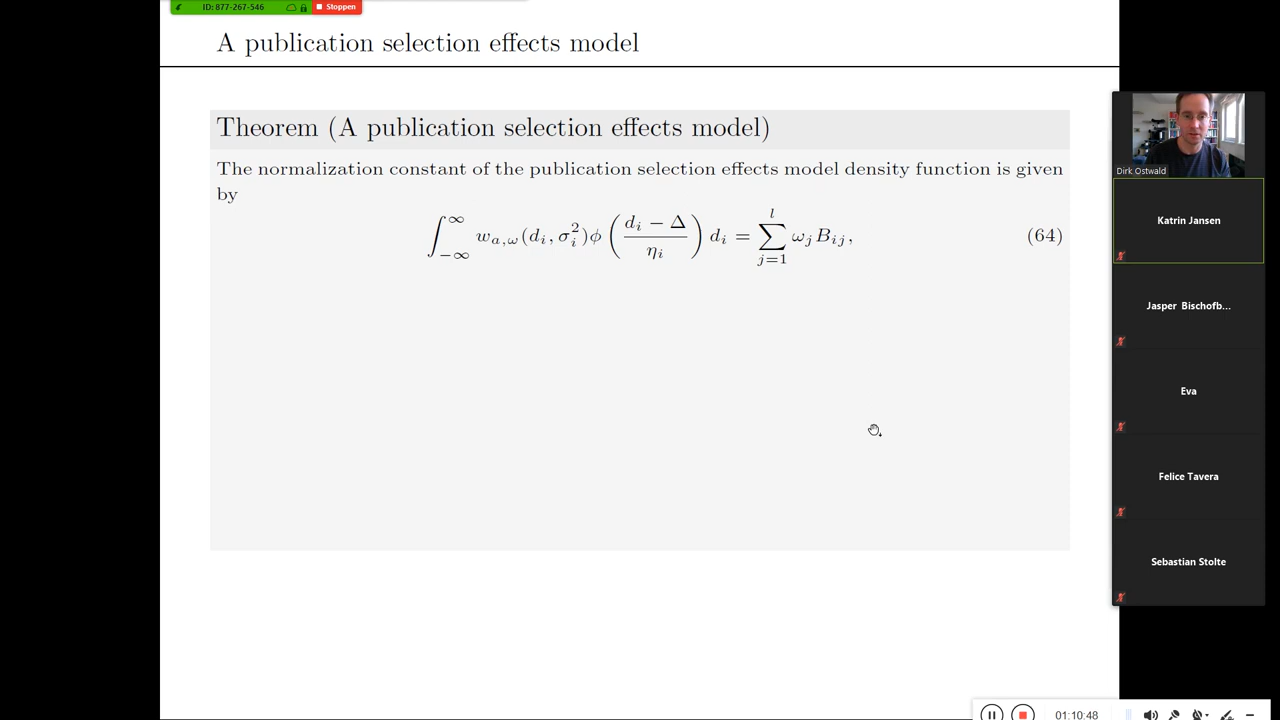 ID: 877-267-546
Stoppen
A publication selection effects model
Theorem (A publication selection effects model)
The normalization constant of the publication selection effects model density function is given
by
∫_{-∞}^{∞} w_{a,ω}(d_i, σ_i^2)ϕ((d_i − Δ)/η_i) d_i = ∑_{j=1}^{l} ω_j B_{ij}, (64)
Dirk Ostwald
Katrin Jansen
Jasper Bischofb...
Eva
Felice Tavera
Sebastian Stolte
01:10:48